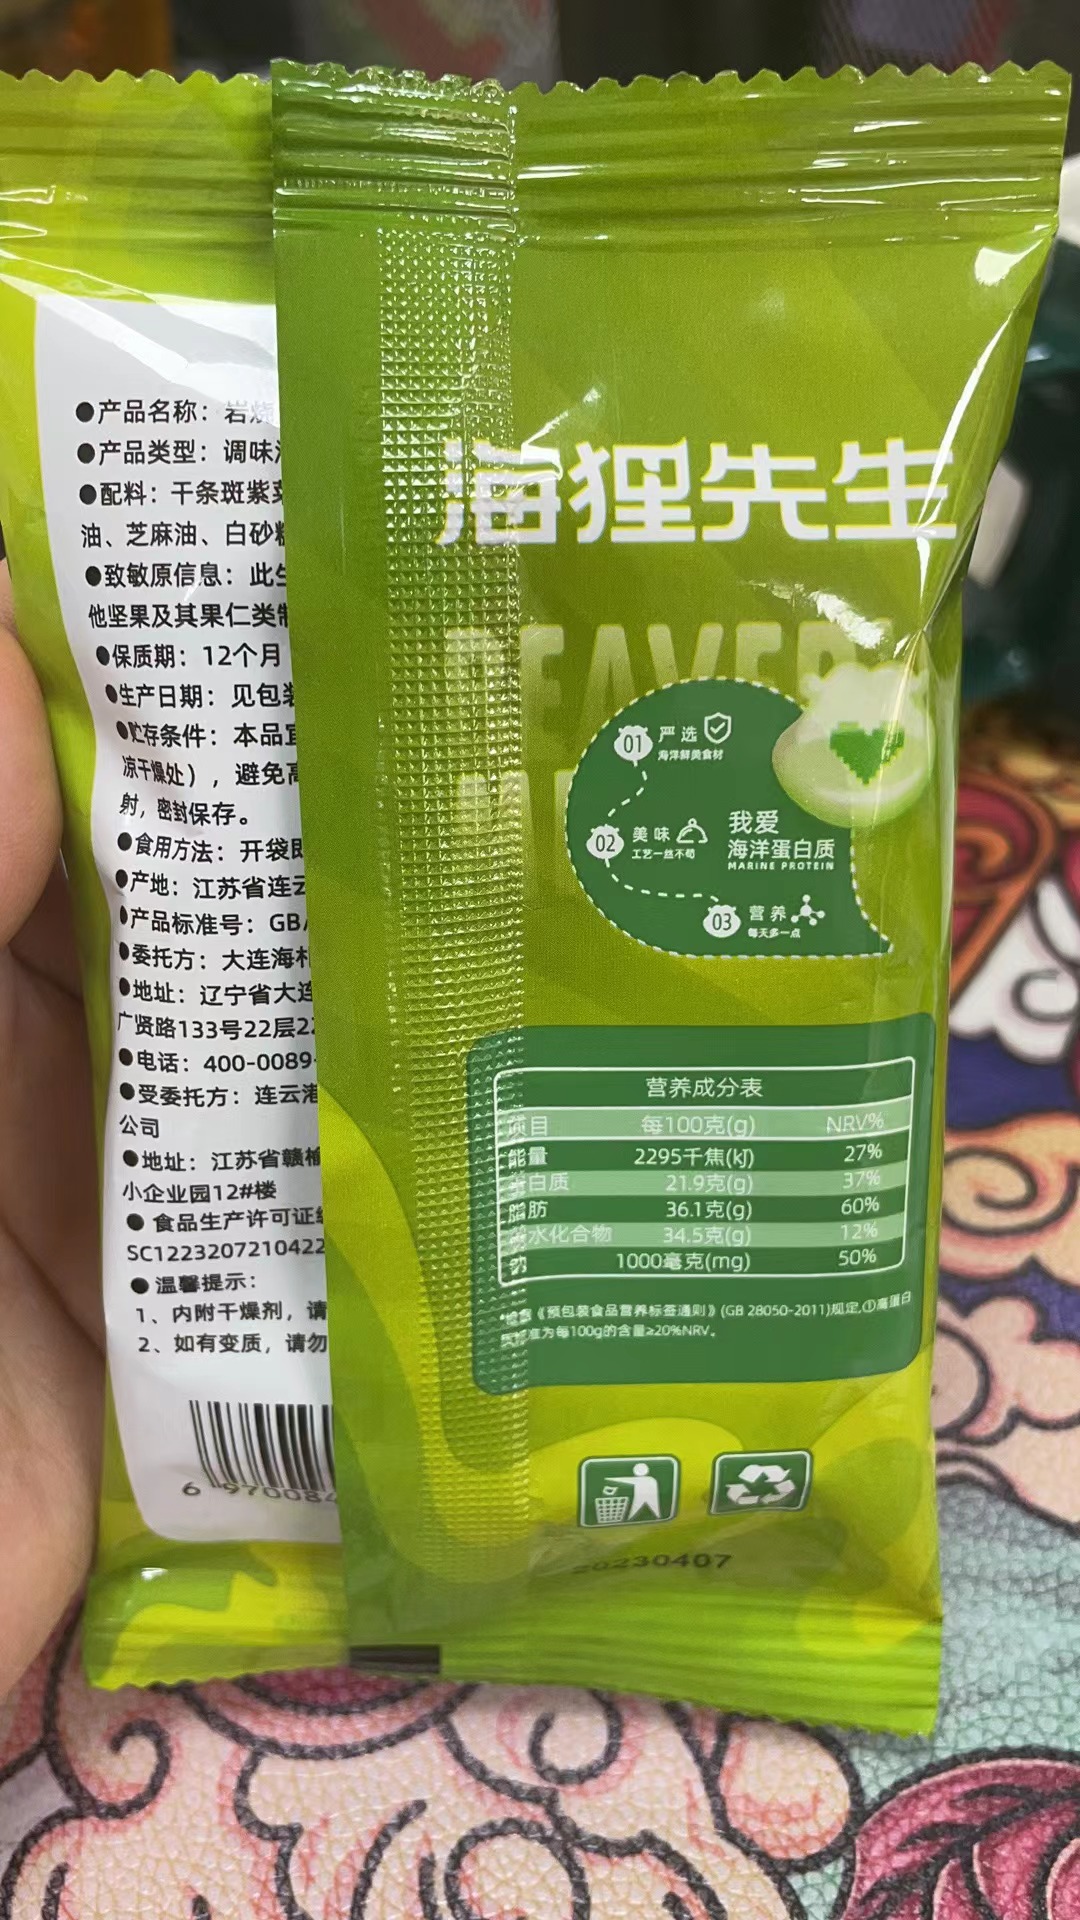 ●产品名称：岩烧
●产品类型：调味
●配料：干条斑紫菜
油、芝麻油、白砂糖
●致敏原信息：此生
他坚果及其果仁类制
●保质期：12个月
●生产日期：见包装
●贮存条件：本品宜
凉干燥处），避免高
射，密封保存。
●食用方法：开袋即
●产地：江苏省连云
●产品标准号：GB/
●委托方：大连海
●地址：辽宁省大连
广贤路133号22层22
●电话：400-0089-
●受委托方：连云港
公司
●地址：江苏省赣榆
小企业园12#楼
●食品生产许可证
SC1223207210422
●温馨提示：
1、内附干燥剂，请
2、如有变质，请勿
6 970084
海狸先生
BEAVER
01 严选
海洋鲜美食材
02 美味
工艺一丝不苟
我爱
海洋蛋白质
MARINE PROTEIN
03 营养
每天多一点
营养成分表
项目 每100克(g) NRV%
能量 2295千焦(kJ) 27%
蛋白质 21.9克(g) 37%
脂肪 36.1克(g) 60%
碳水化合物 34.5克(g) 12%
钠 1000毫克(mg) 50%
《预包装食品营养标签通则》(GB 28050-2011)规定,①高蛋白
准为每100g的含量≥20%NRV。
20230407